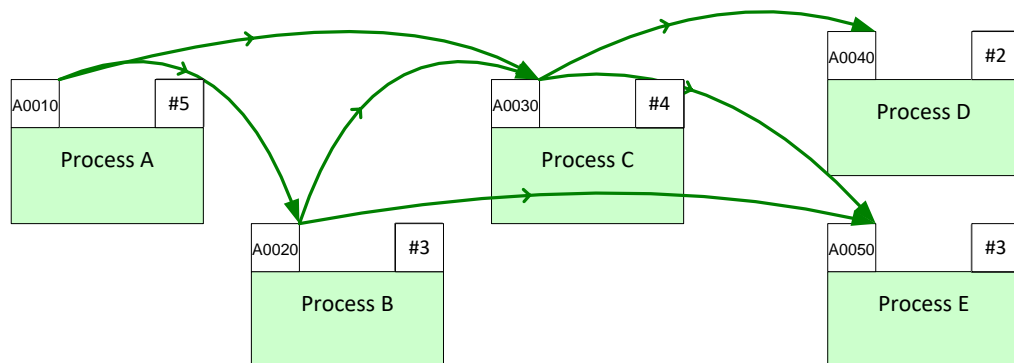 A0010
#5
Process A
A0020
#3
Process B
A0030
#4
Process C
A0040
#2
Process D
A0050
#3
Process E